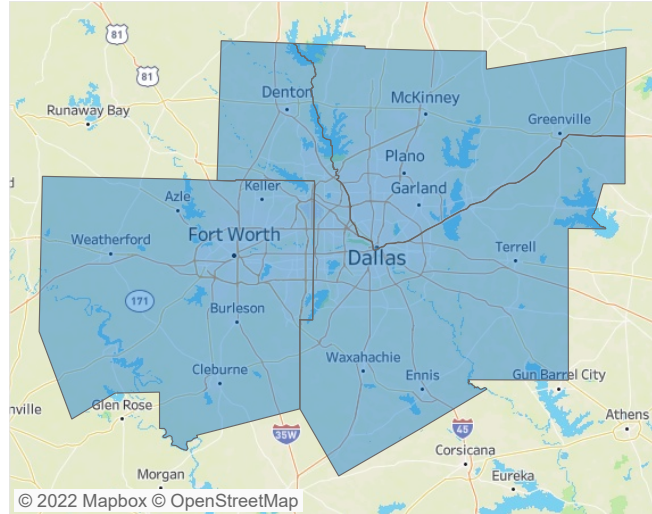 81
81
Runaway Bay
Denton
McKinney
Greenville
Plano
Garland
Keller
Azle
Fort Worth
Weatherford
Dallas
Terrell
171
Burleson
Waxahachie
Cleburne
Ennis
Gun Barrel City
Glen Rose
nville
Athens
35W
45
Corsicana
Morgan
Eureka
© 2022 Mapbox © OpenStreetMap